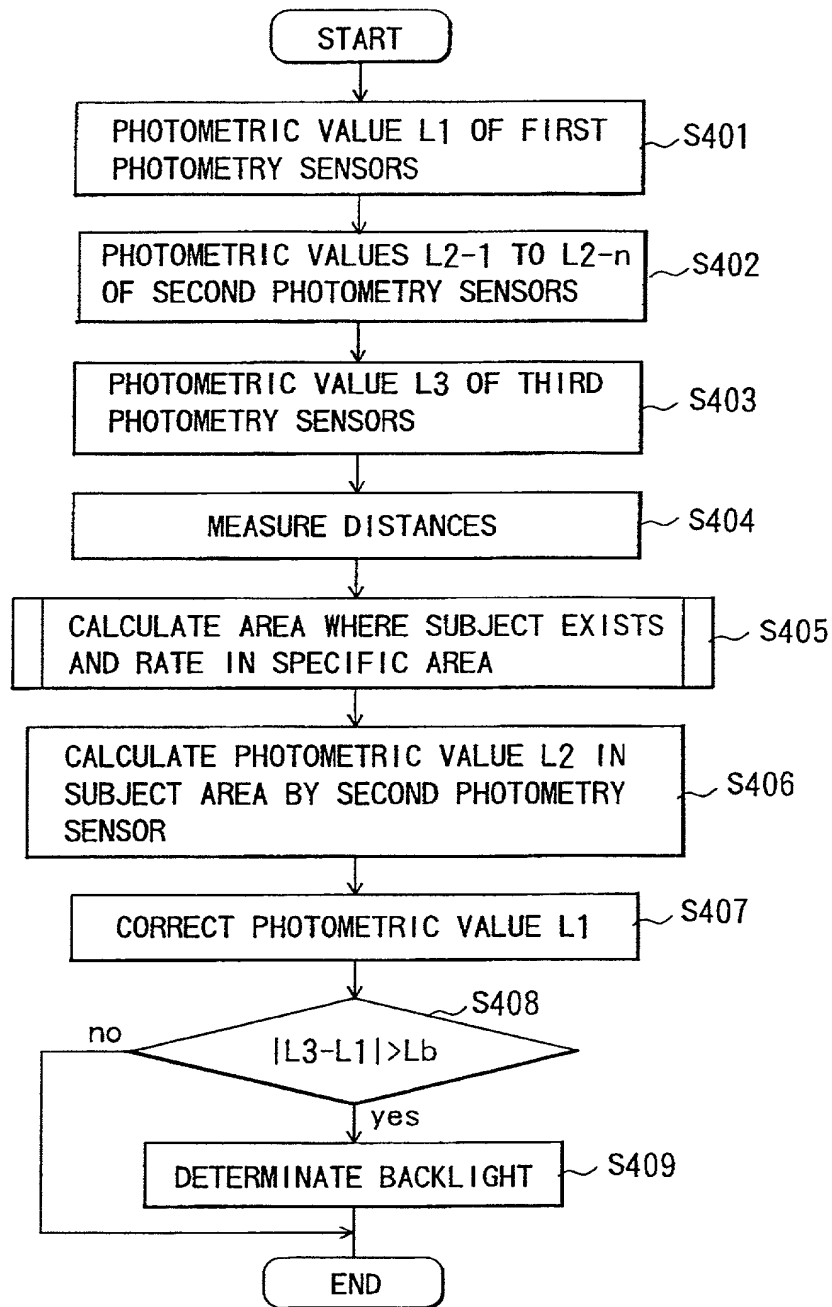 START
PHOTOMETRIC VALUE L1 OF FIRST
PHOTOMETRY SENSORS
S401
PHOTOMETRIC VALUES L2-1 TO L2-n
OF SECOND PHOTOMETRY SENSORS
S402
PHOTOMETRIC VALUE L3 OF THIRD
PHOTOMETRY SENSORS
S403
MEASURE DISTANCES
S404
CALCULATE AREA WHERE SUBJECT EXISTS
AND RATE IN SPECIFIC AREA
S405
CALCULATE PHOTOMETRIC VALUE L2 IN
SUBJECT AREA BY SECOND PHOTOMETRY
SENSOR
S406
CORRECT PHOTOMETRIC VALUE L1
S407
S408
no
|L3-L1|>Lb
yes
DETERMINATE BACKLIGHT
S409
END